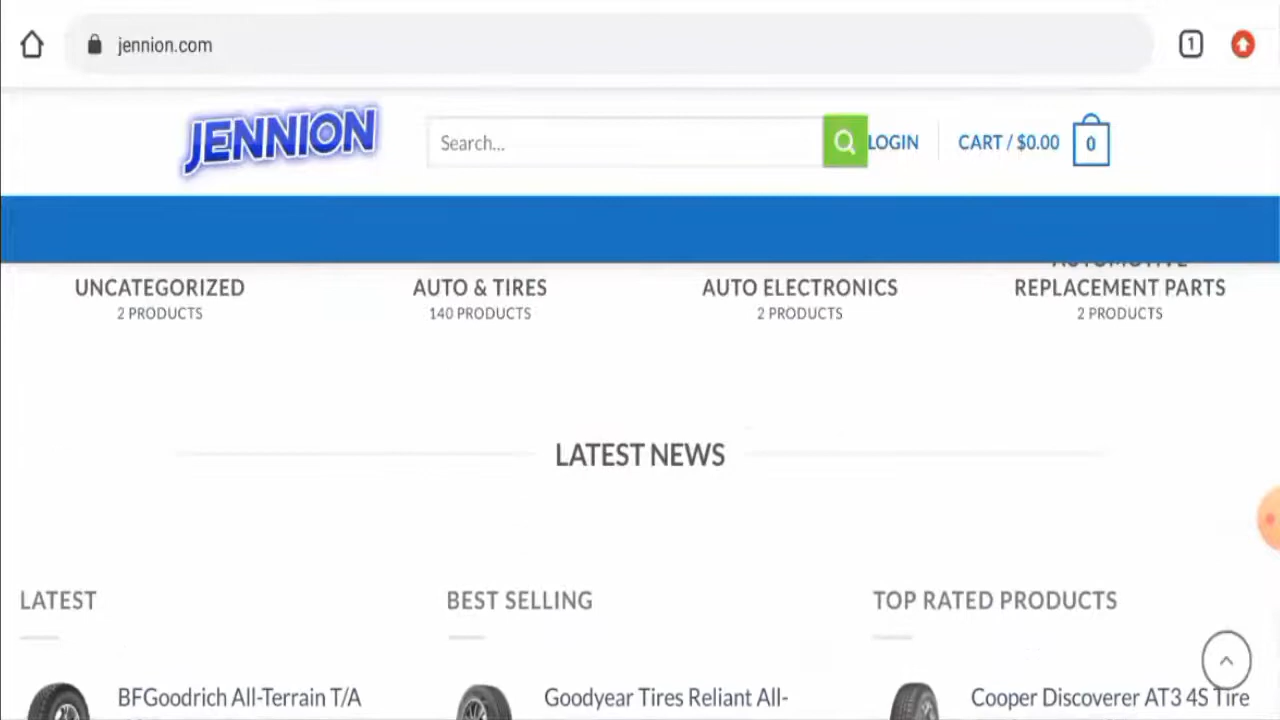 jennion.com
1
JENNION
Search...
LOGIN
CART / $0.00
0
AUTOMOTIVE
UNCATEGORIZED
AUTO & TIRES
AUTO ELECTRONICS
REPLACEMENT PARTS
2 PRODUCTS
140 PRODUCTS
2 PRODUCTS
2 PRODUCTS
LATEST NEWS
LATEST
BEST SELLING
TOP RATED PRODUCTS
BFGoodrich All-Terrain T/A
Goodyear Tires Reliant All-
Cooper Discoverer AT3 4S Tire